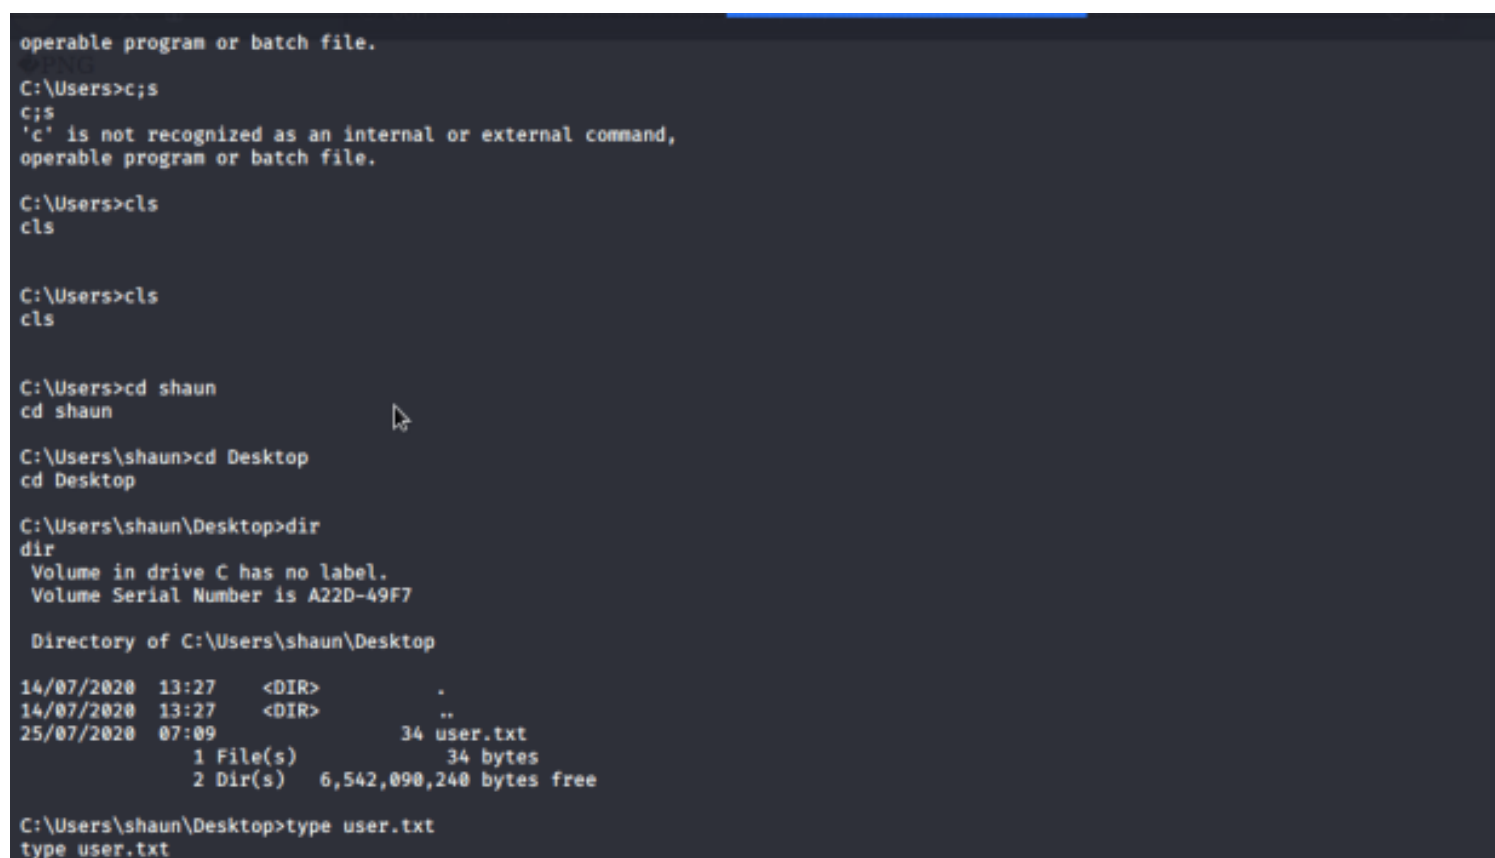 operable program or batch file.
�PNG
C:\Users>c;s
c;s
'c' is not recognized as an internal or external command,
operable program or batch file.
C:\Users>cls
cls
C:\Users>cls
cls
C:\Users>cd shaun
cd shaun
C:\Users\shaun>cd Desktop
cd Desktop
C:\Users\shaun\Desktop>dir
dir
Volume in drive C has no label.
Volume Serial Number is A22D-49F7
Directory of C:\Users\shaun\Desktop
14/07/2020  13:27    <DIR>          .
14/07/2020  13:27    <DIR>          ..
25/07/2020  07:09                34 user.txt
1 File(s)             34 bytes
2 Dir(s)   6,542,090,240 bytes free
C:\Users\shaun\Desktop>type user.txt
type user.txt